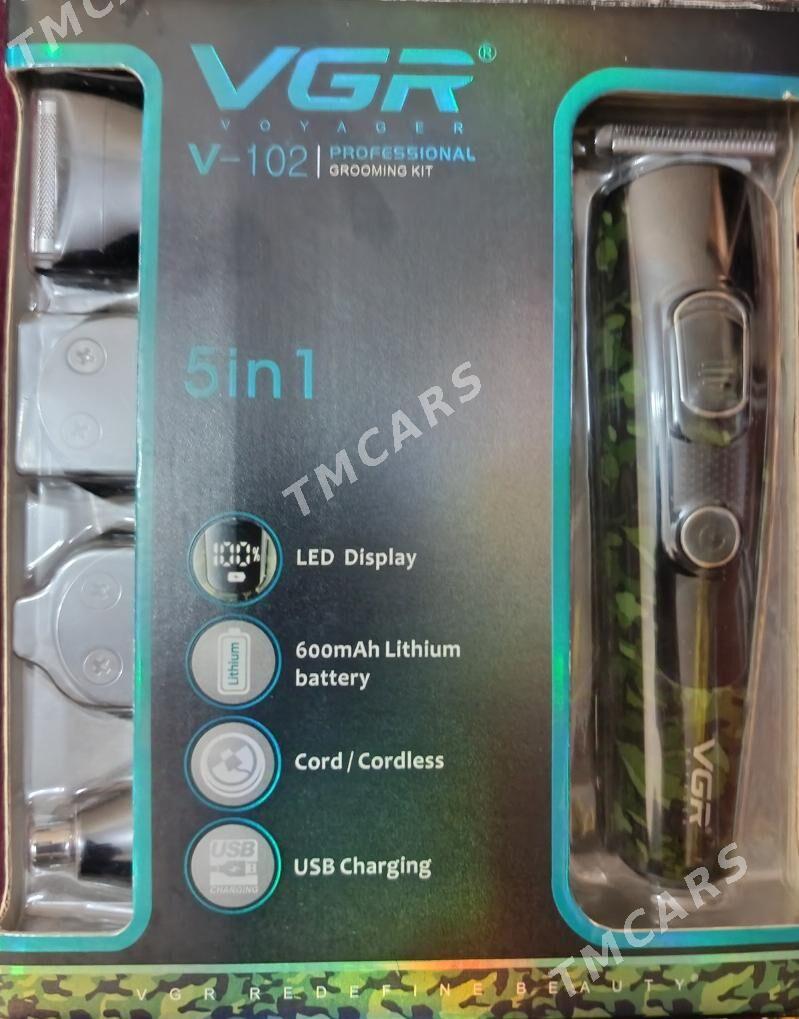 TMCARS
VGR®
VOYAGER
V-102 | PROFESSIONAL
GROOMING KIT
5in1
TMCARS
100%
LED Display
Lithium
600mAh Lithium
battery
Cord / Cordless
USB
CHARGING
USB Charging
VGR
TMCARS
VGR REDEFINE BEAUTY®